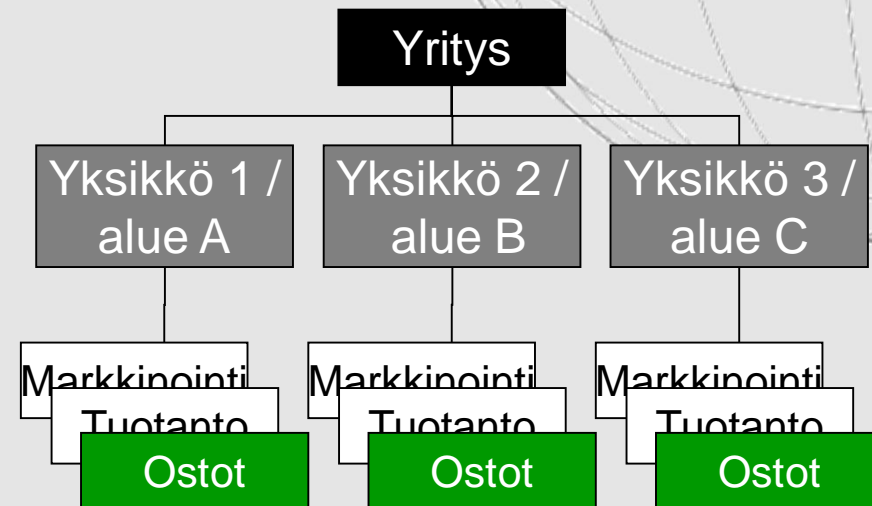 Yritys
Yksikkö 1 /
alue A
Yksikkö 2 /
alue B
Yksikkö 3 /
alue C
Markkinointi
Tuotanto
Ostot
Markkinointi
Tuotanto
Ostot
Markkinointi
Tuotanto
Ostot